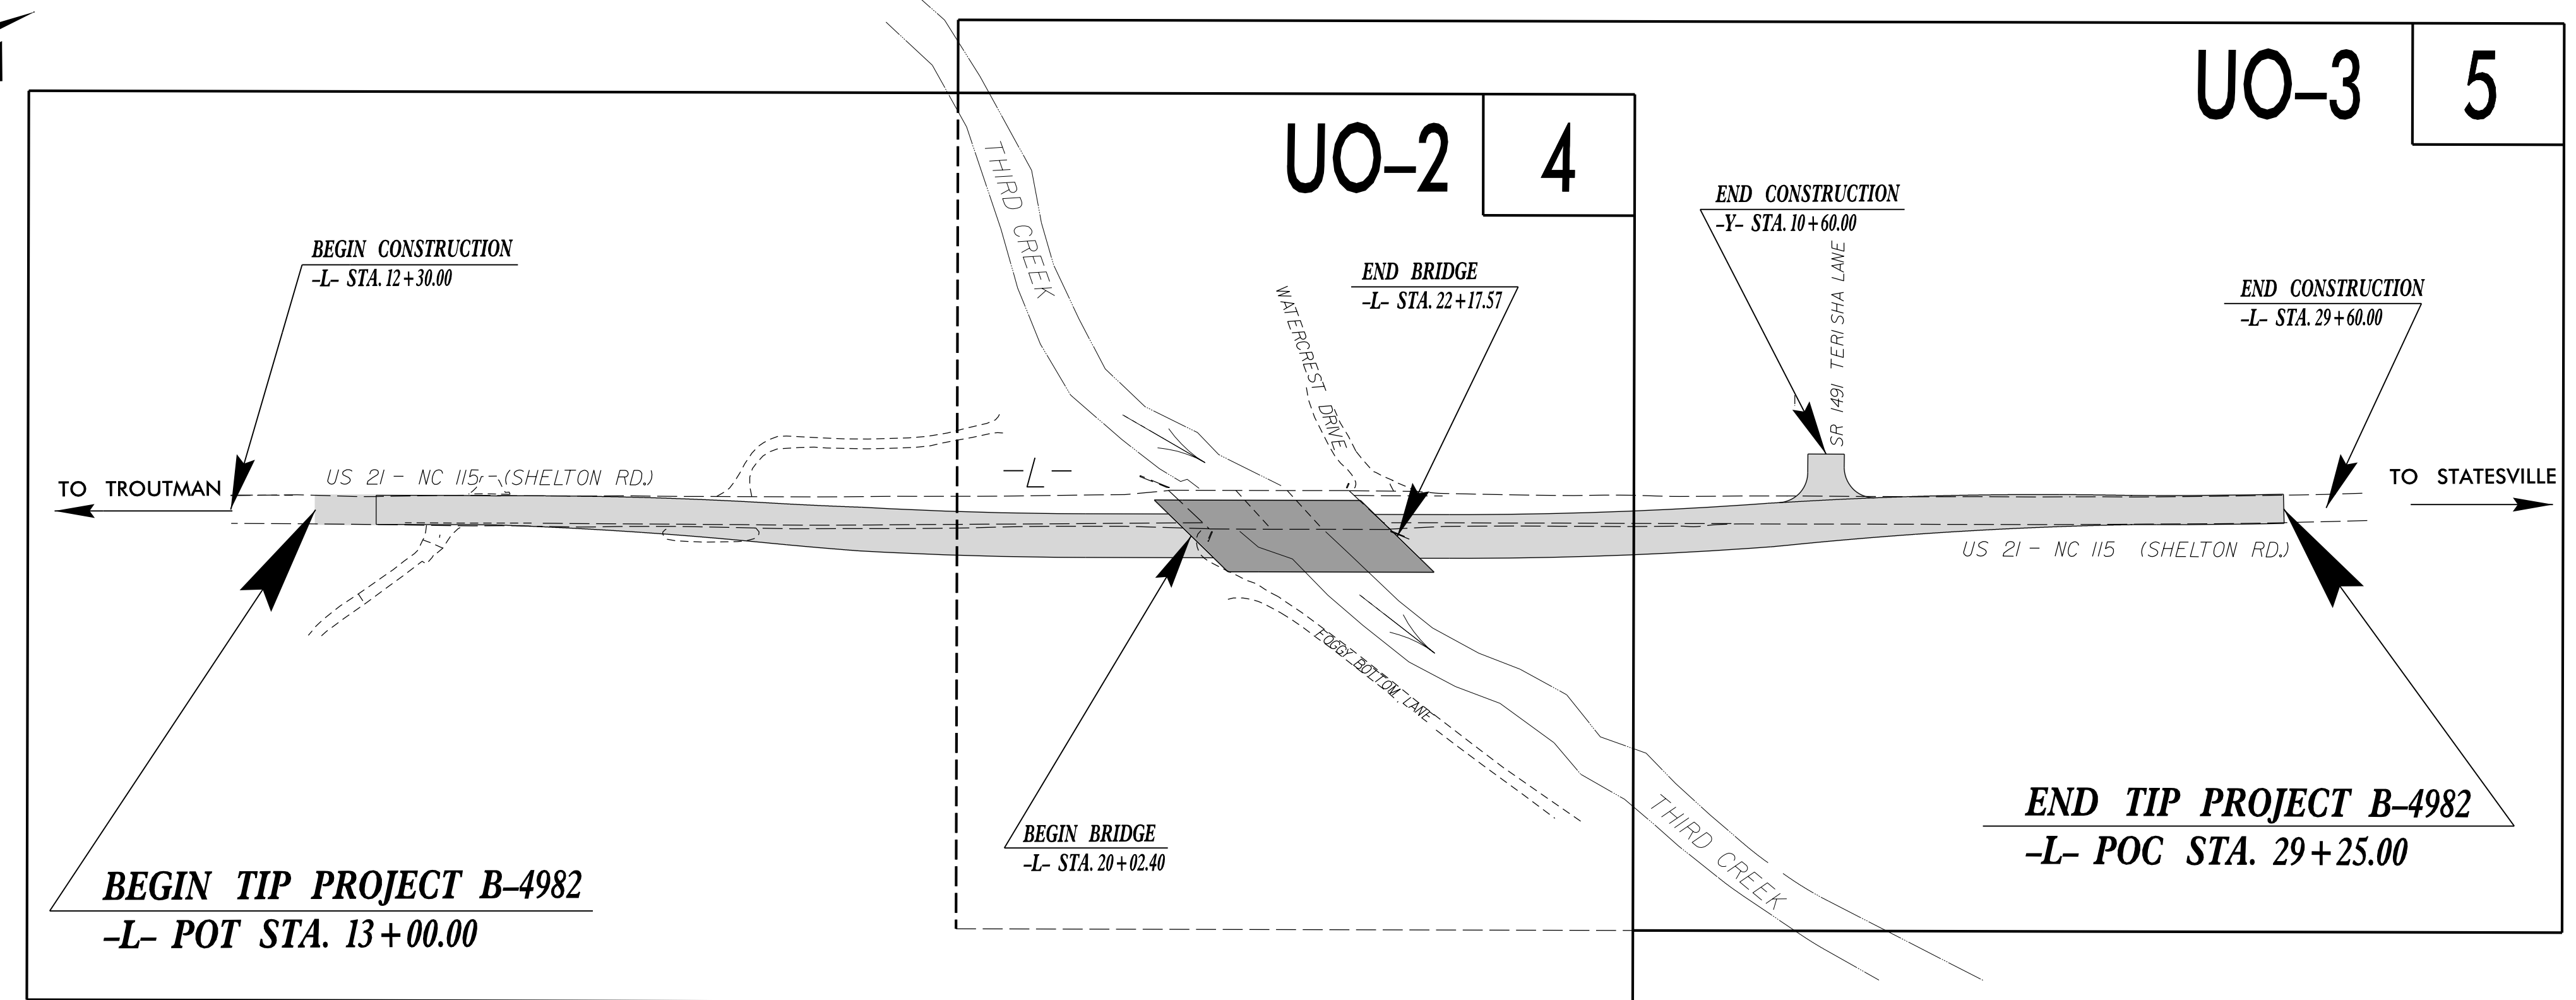 UO–3 5
UO–2 4
THIRD CREEK
END CONSTRUCTION
–Y– STA. 10+60.00
BEGIN CONSTRUCTION
–L– STA. 12+30.00
END BRIDGE
–L– STA. 22+17.57
WATERCREST DRIVE
SR 1491 TERISHA LANE
END CONSTRUCTION
–L– STA. 29+60.00
TO TROUTMAN
US 21 – NC 115 – (SHELTON RD.)
–L–
TO STATESVILLE
US 21 – NC 115 (SHELTON RD.)
FOGGY BOTTOM LANE
BEGIN BRIDGE
–L– STA. 20+02.40
THIRD CREEK
END TIP PROJECT B–4982
–L– POC STA. 29+25.00
BEGIN TIP PROJECT B–4982
–L– POT STA. 13+00.00